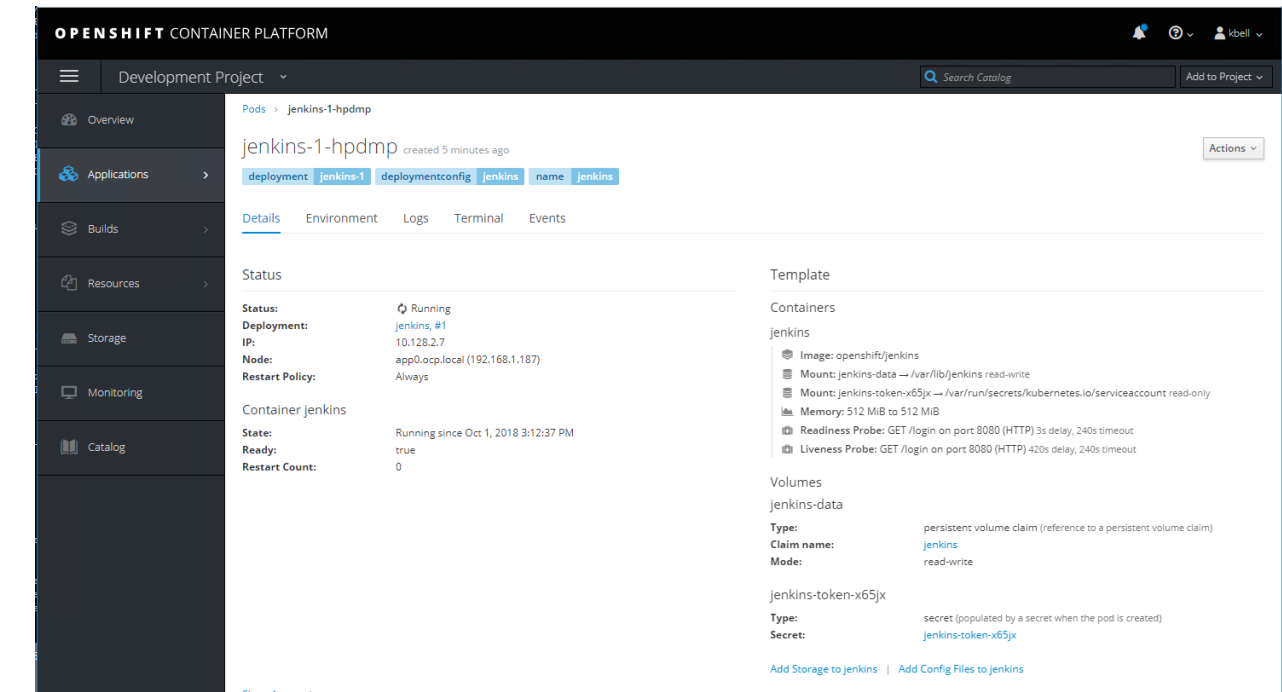 OPENSHIFT CONTAINER PLATFORM
kbell
Development Project
Search Catalog
Add to Project
Overview
Applications
Builds
Resources
Storage
Monitoring
Catalog
Pods > jenkins-1-hpdmp
jenkins-1-hpdmp created 5 minutes ago
Actions
deployment jenkins-1 deploymentconfig jenkins name jenkins
Details Environment Logs Terminal Events
Status
Status: Running
Deployment: jenkins, #1
IP: 10.128.2.7
Node: app0.ocp.local (192.168.1.187)
Restart Policy: Always
Container jenkins
State: Running since Oct 1, 2018 3:12:37 PM
Ready: true
Restart Count: 0
Template
Containers
jenkins
Image: openshift/jenkins
Mount: jenkins-data → /var/lib/jenkins read-write
Mount: jenkins-token-x65jx → /var/run/secrets/kubernetes.io/serviceaccount read-only
Memory: 512 MiB to 512 MiB
Readiness Probe: GET /login on port 8080 (HTTP) 3s delay, 240s timeout
Liveness Probe: GET /login on port 8080 (HTTP) 420s delay, 240s timeout
Volumes
jenkins-data
Type: persistent volume claim (reference to a persistent volume claim)
Claim name: jenkins
Mode: read-write
jenkins-token-x65jx
Type: secret (populated by a secret when the pod is created)
Secret: jenkins-token-x65jx
Add Storage to jenkins | Add Config Files to jenkins